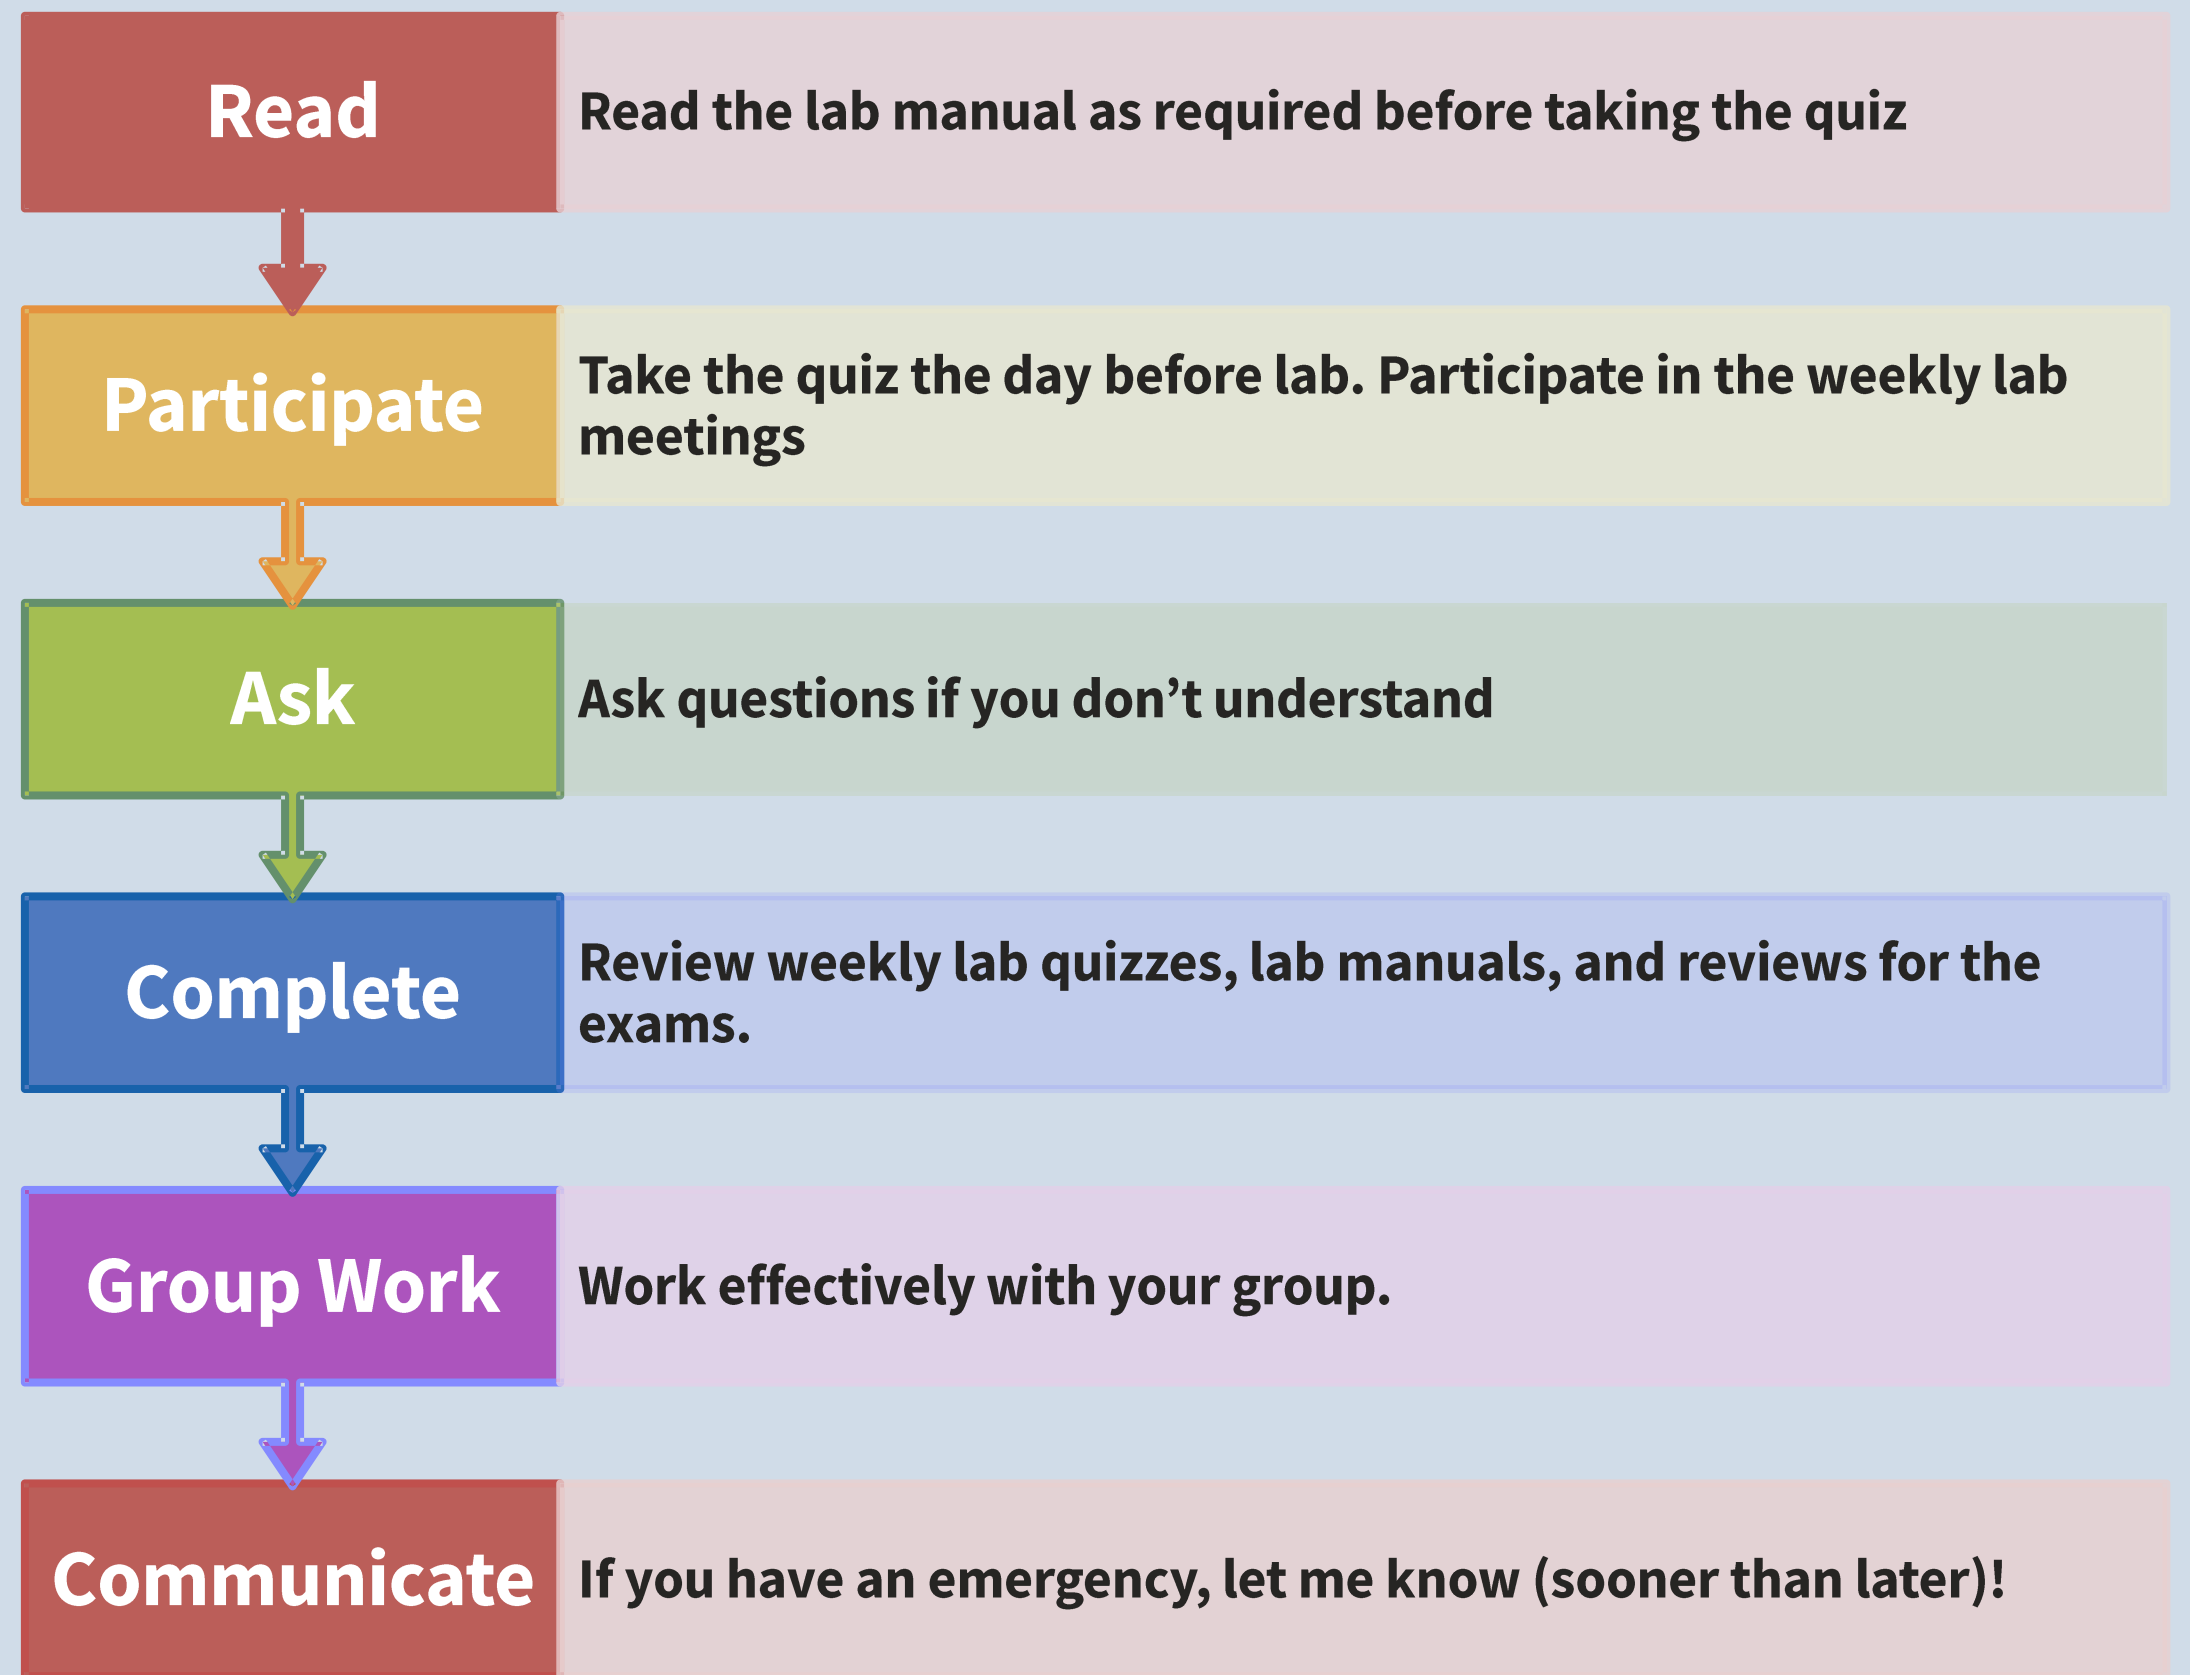 Read
Read the lab manual as required before taking the quiz
Participate
Take the quiz the day before lab. Participate in the weekly lab
meetings
Ask
Ask questions if you don’t understand
Complete
Review weekly lab quizzes, lab manuals, and reviews for the
exams.
Group Work
Work effectively with your group.
Communicate
If you have an emergency, let me know (sooner than later)!